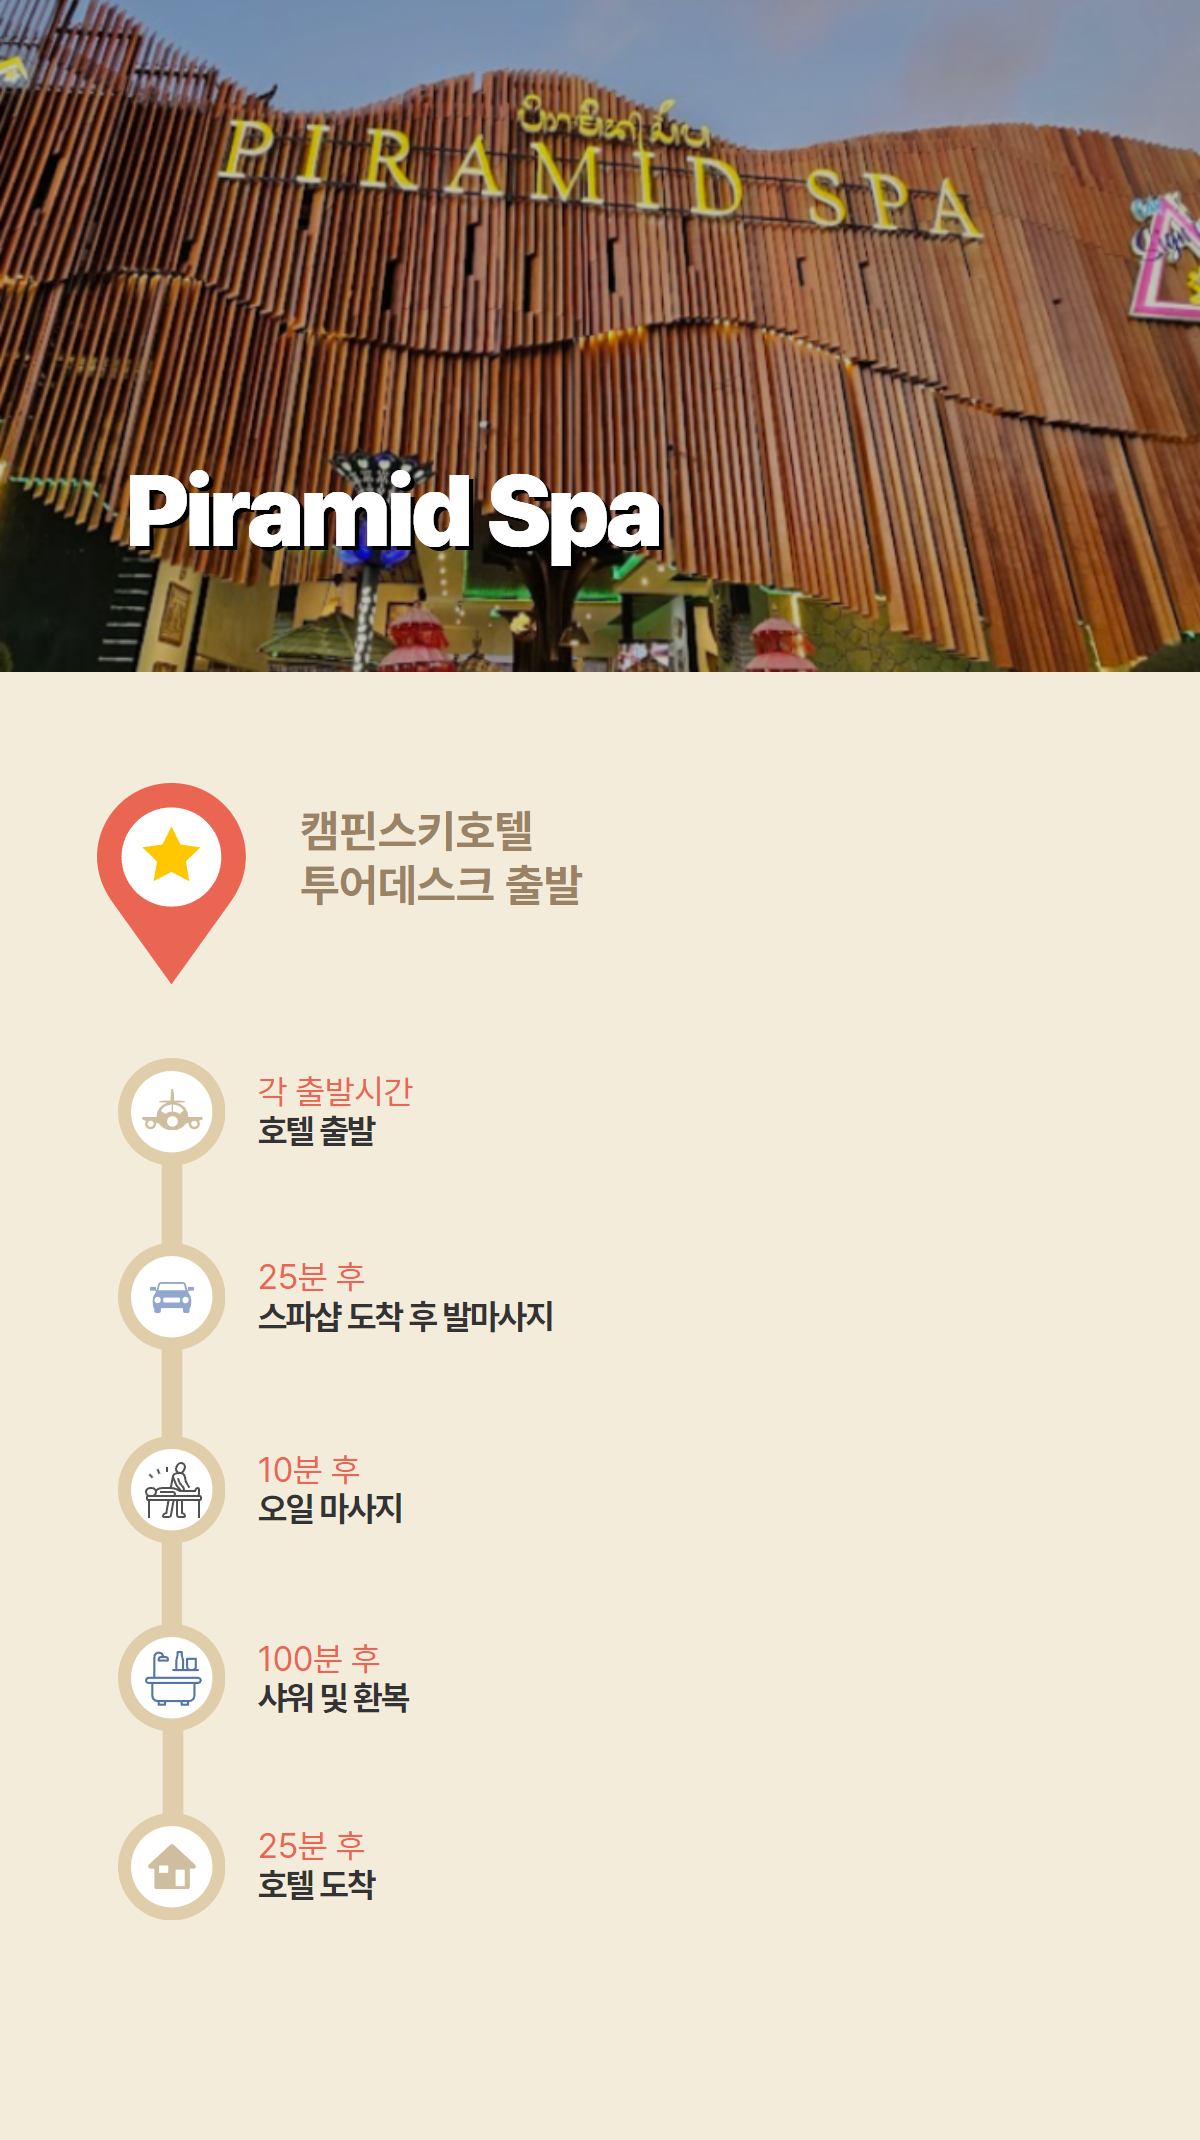 PIRAMID SPA
Piramid Spa
캠핀스키호텔
투어데스크 출발
각 출발시간
호텔 출발
25분 후
스파샵 도착 후 발마사지
10분 후
오일 마사지
100분 후
샤워 및 환복
25분 후
호텔 도착